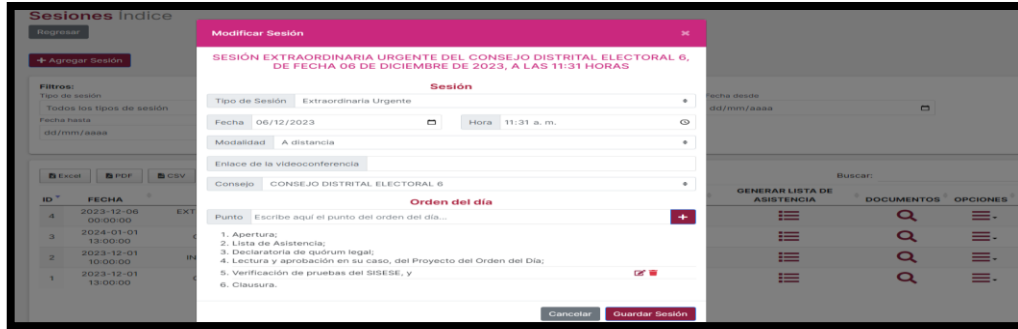 Sesiones Índice
Regresar
+ Agregar Sesión
Filtros:
Tipo de sesión
Todos los tipos de sesión
Fecha hasta
dd/mm/aaaa
Fecha desde
dd/mm/aaaa
Excel PDF CSV
Buscar:
ID FECHA GENERAR LISTA DE ASISTENCIA DOCUMENTOS OPCIONES
4 2023-12-06 00:00:00 EXT
3 2024-01-01 13:00:00
2 2023-12-01 10:00:00 IN
1 2023-12-01 13:00:00
Modificar Sesión ×
SESIÓN EXTRAORDINARIA URGENTE DEL CONSEJO DISTRITAL ELECTORAL 6,
DE FECHA 06 DE DICIEMBRE DE 2023, A LAS 11:31 HORAS
Sesión
Tipo de Sesión Extraordinaria Urgente
Fecha 06/12/2023 Hora 11:31 a. m.
Modalidad A distancia
Enlace de la videoconferencia
Consejo CONSEJO DISTRITAL ELECTORAL 6
Orden del día
Punto Escribe aquí el punto del orden del día... +
1. Apertura;
2. Lista de Asistencia;
3. Declaratoria de quórum legal;
4. Lectura y aprobación en su caso, del Proyecto del Orden del Día;
5. Verificación de pruebas del SISESE, y
6. Clausura.
Cancelar Guardar Sesión